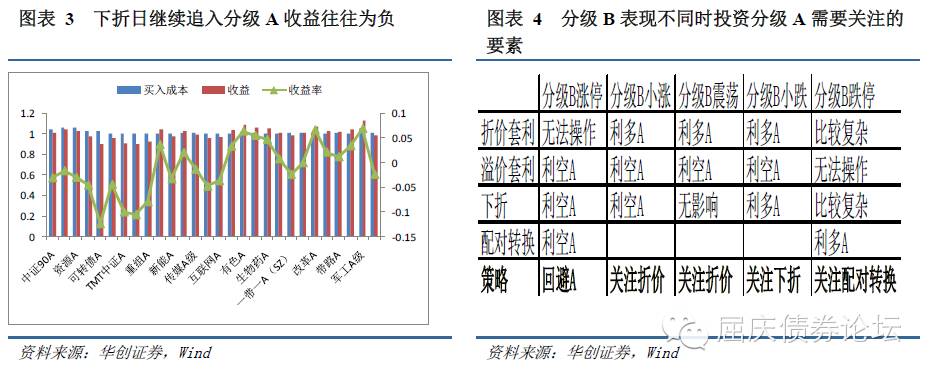 图表 3 下折日继续追入分级 A 收益往往为负
买入成本 收益 收益率
1.2
1
0.8
0.6
0.4
0.2
0
0.1
0.05
0
-0.05
-0.1
-0.15
中证90A
资源A
可转债A
TMT中证A
重组A
新能A
传媒A级
互联网A
有色A
生物药A
一带一A（SZ）
改革A
带路A
军工A级
资料来源：华创证券，Wind
图表 4 分级 B 表现不同时投资分级 A 需要关注的
要素
分级B涨停 分级B小涨 分级B震荡 分级B小跌 分级B跌停
折价套利 无法操作 利多A 利多A 利多A 比较复杂
溢价套利 利空A 利空A 利空A 利空A 无法操作
下折 利空A 利空A 无影响 利多A 比较复杂
配对转换 利空A 利多A
策略 回避A 关注折价 关注折价 关注下折 关注配对转换
资料来源：华创证券，Wind
屈庆债券论坛